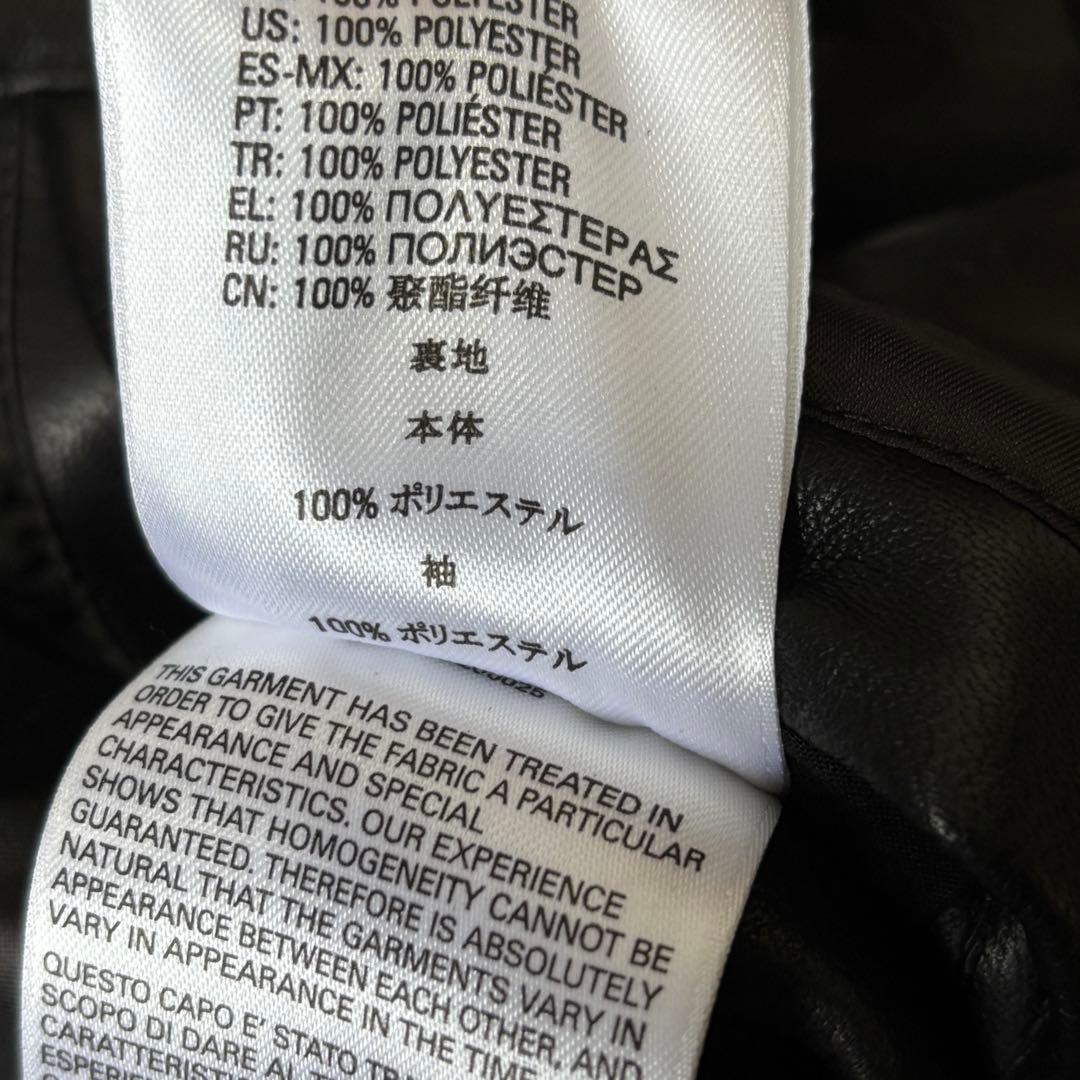 100% POLYESTER
US: 100% POLYESTER
ES-MX: 100% POLIÉSTER
PT: 100% POLIÉSTER
TR: 100% POLYESTER
EL: 100% ΠΟΛΥΕΣΤΕΡΑΣ
RU: 100% ПОЛИЭСТЕР
CN: 100% 聚酯纤维
裏地
本体
100% ポリエステル
袖
100% ポリエステル
THIS GARMENT HAS BEEN TREATED IN
ORDER TO GIVE THE FABRIC A PARTICULAR
APPEARANCE AND SPECIAL
CHARACTERISTICS. OUR EXPERIENCE
SHOWS THAT HOMOGENEITY CANNOT BE
GUARANTEED. THEREFORE IS ABSOLUTELY
NATURAL THAT THE GARMENTS VARY IN
APPEARANCE BETWEEN EACH OTHER, AND
VARY IN APPEARANCE IN THE TIME.
QUESTO CAPO E' STATO
SCOPO DI DARE AL